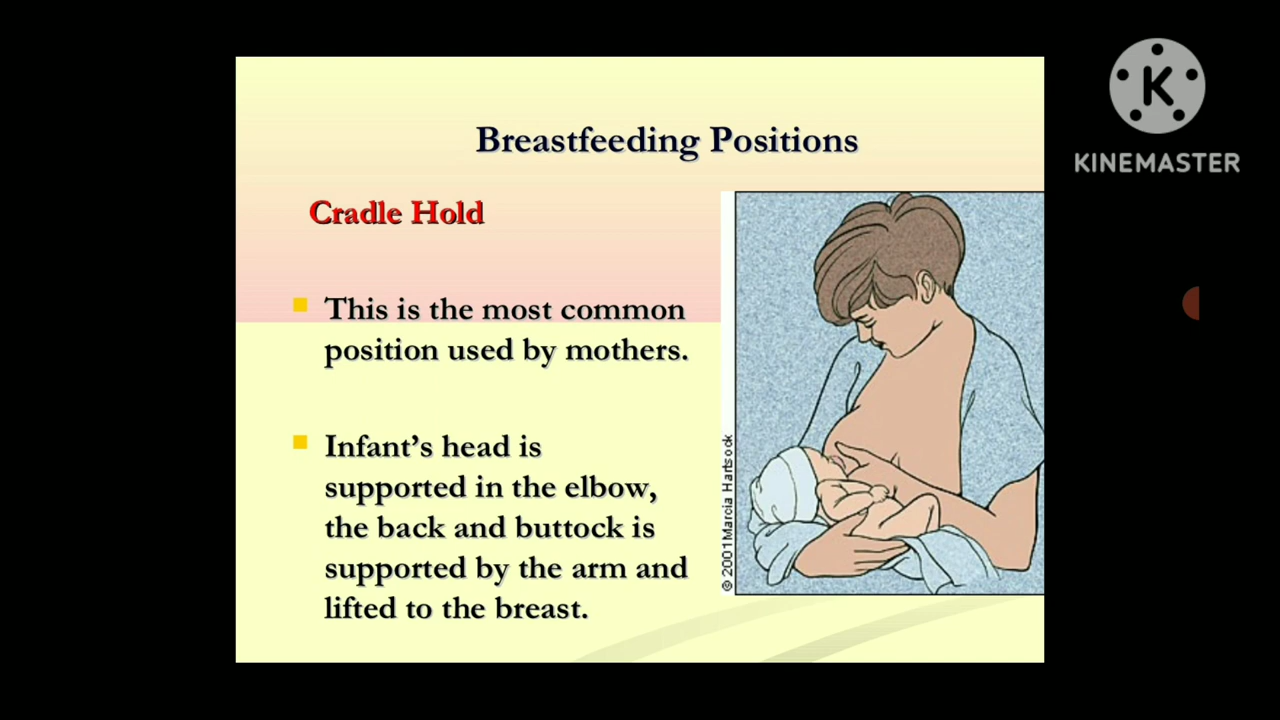 Breastfeeding Positions
Cradle Hold
This is the most common
position used by mothers.
Infant’s head is
supported in the elbow,
the back and buttock is
supported by the arm and
lifted to the breast.
© 2001 Marcia Hartsock
K
KINEMASTER